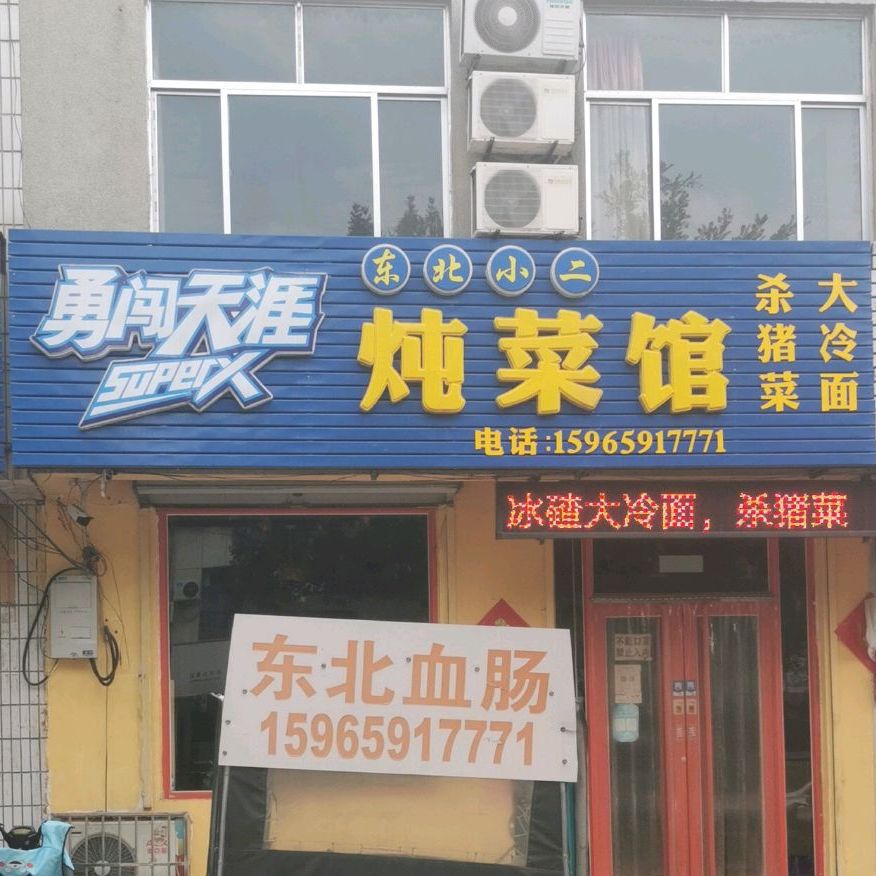 勇闯天涯
superX
东北小二
炖菜馆
电话:15965917771
杀猪菜
大冷面
冰碴大冷面，杀猪菜
东北血肠
15965917771